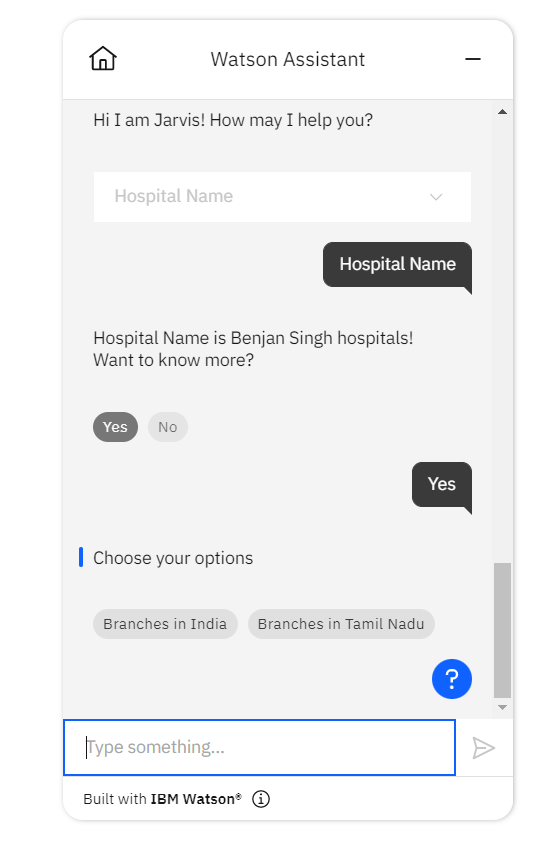 Watson Assistant
Hi I am Jarvis! How may I help you?
Hospital Name
Hospital Name
Hospital Name is Benjan Singh hospitals!
Want to know more?
Yes No
Yes
Choose your options
Branches in India Branches in Tamil Nadu
?
Type something...
Built with IBM Watson®